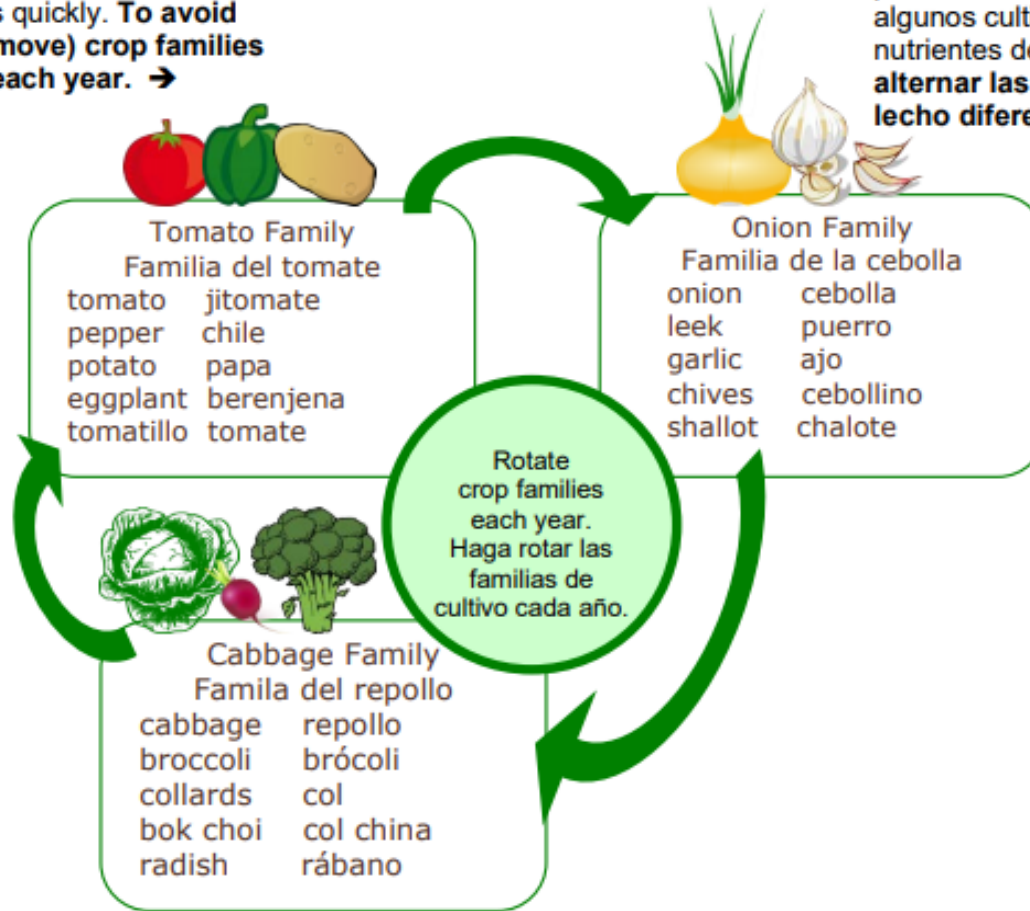 s quickly. To avoid
move) crop families
each year. →
algunos cult
nutrientes de
alternar las
lecho difere
Tomato Family
Familia del tomate
tomato jitomate
pepper chile
potato papa
eggplant berenjena
tomatillo tomate
Onion Family
Familia de la cebolla
onion cebolla
leek puerro
garlic ajo
chives cebollino
shallot chalote
Rotate
crop families
each year.
Haga rotar las
familias de
cultivo cada año.
Cabbage Family
Famila del repollo
cabbage repollo
broccoli brócoli
collards col
bok choi col china
radish rábano